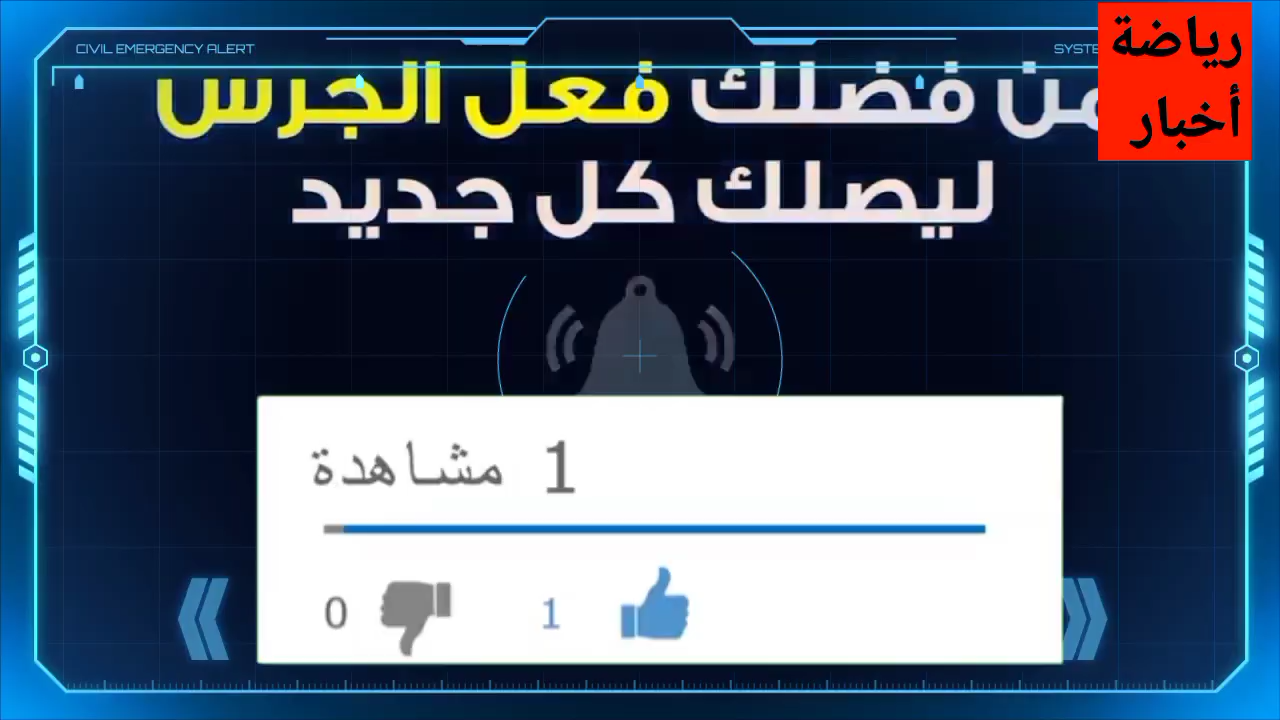 CIVIL EMERGENCY ALERT
رياضة
أخبار
من فضلك فعل الجرس
ليصلك كل جديد
1 مشاهدة
0
1